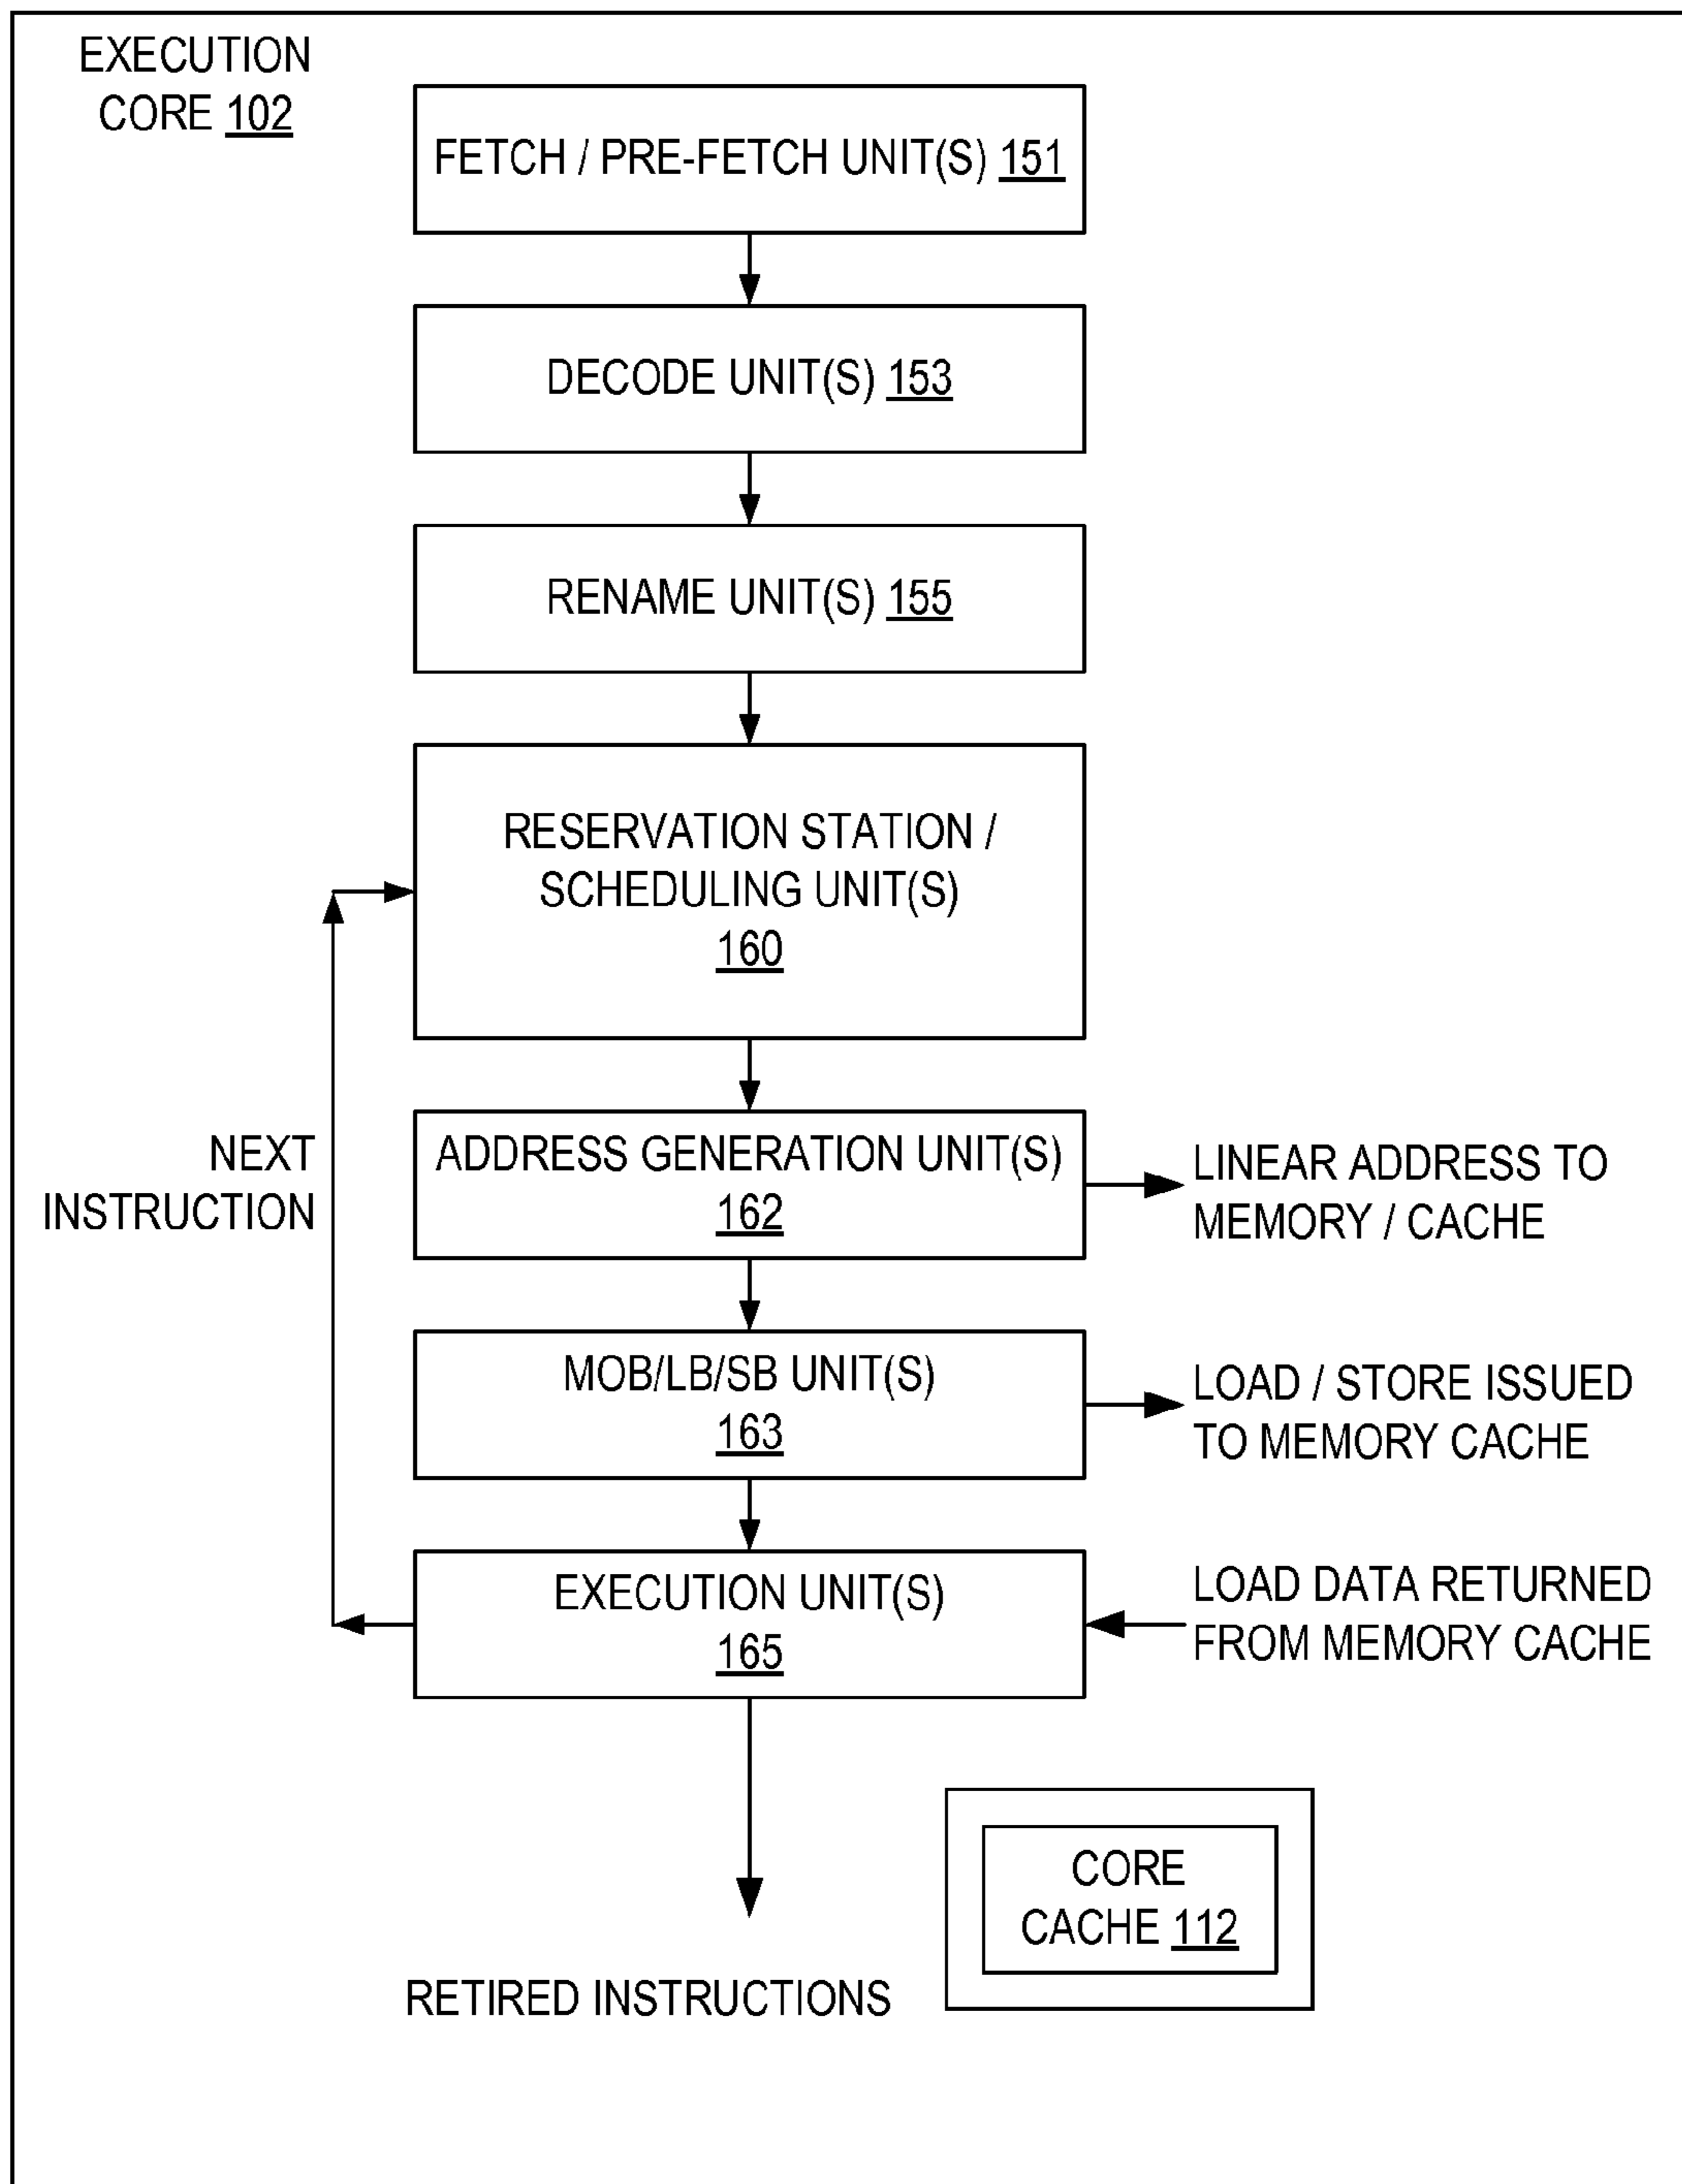 EXECUTION
CORE 102
FETCH / PRE-FETCH UNIT(S) 151
DECODE UNIT(S) 153
RENAME UNIT(S) 155
RESERVATION STATION /
SCHEDULING UNIT(S)
160
NEXT
INSTRUCTION
ADDRESS GENERATION UNIT(S)
162
LINEAR ADDRESS TO
MEMORY / CACHE
MOB/LB/SB UNIT(S)
163
LOAD / STORE ISSUED
TO MEMORY CACHE
EXECUTION UNIT(S)
165
LOAD DATA RETURNED
FROM MEMORY CACHE
CORE
CACHE 112
RETIRED INSTRUCTIONS